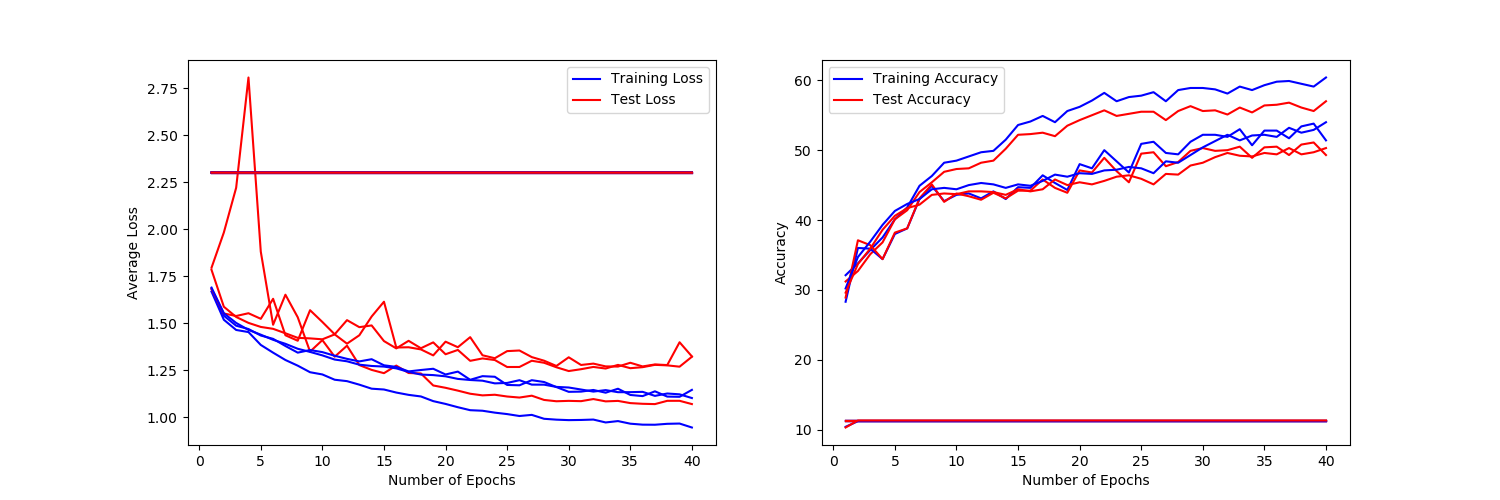 2.75
2.50
2.25
2.00
1.75
1.50
1.25
1.00
Average Loss
0 5 10 15 20 25 30 35 40
Number of Epochs
Training Loss
Test Loss
60
50
40
30
20
10
Accuracy
0 5 10 15 20 25 30 35 40
Number of Epochs
Training Accuracy
Test Accuracy